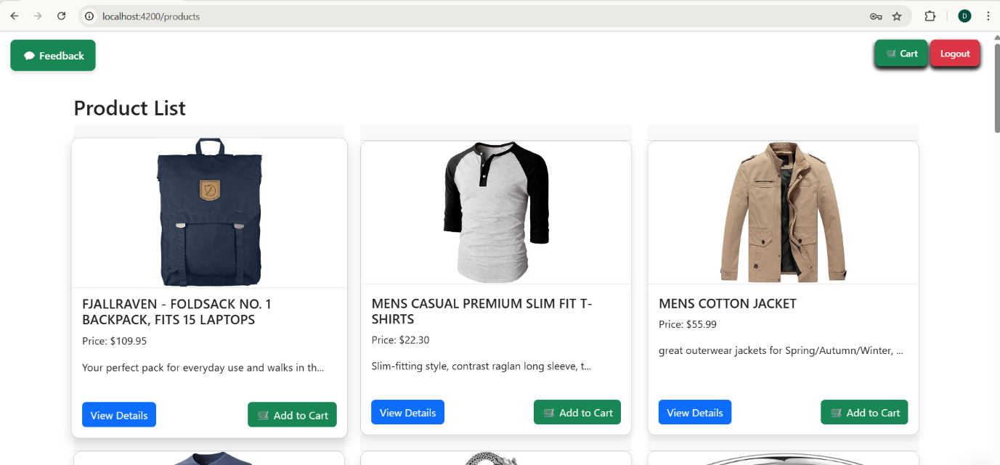 localhost:4200/products
D
Feedback
Cart
Logout
Product List
FJALLRAVEN - FOLDSACK NO. 1
BACKPACK, FITS 15 LAPTOPS
Price: $109.95
Your perfect pack for everyday use and walks in th...
View Details
Add to Cart
MENS CASUAL PREMIUM SLIM FIT T-
SHIRTS
Price: $22.30
Slim-fitting style, contrast raglan long sleeve, t...
View Details
Add to Cart
MENS COTTON JACKET
Price: $55.99
great outerwear jackets for Spring/Autumn/Winter, ...
View Details
Add to Cart